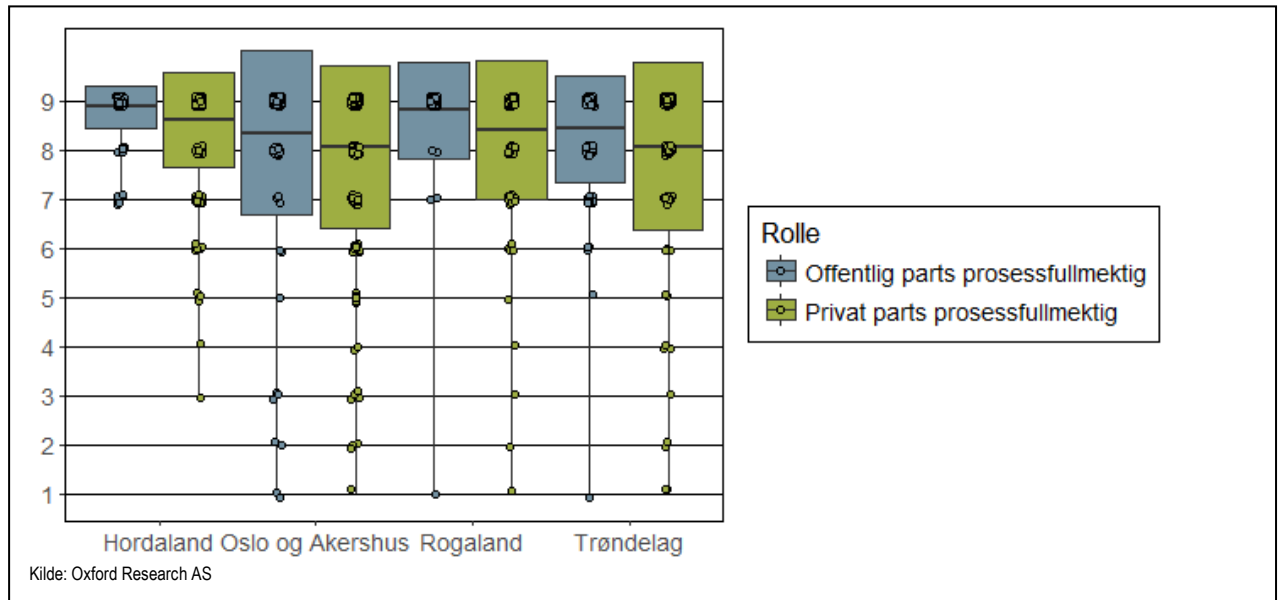 9
8
7
6
5
4
3
2
1
Hordaland Oslo og Akershus Rogaland Trøndelag
Rolle
Offentlig parts prosessfullmektig
Privat parts prosessfullmektig
Kilde: Oxford Research AS